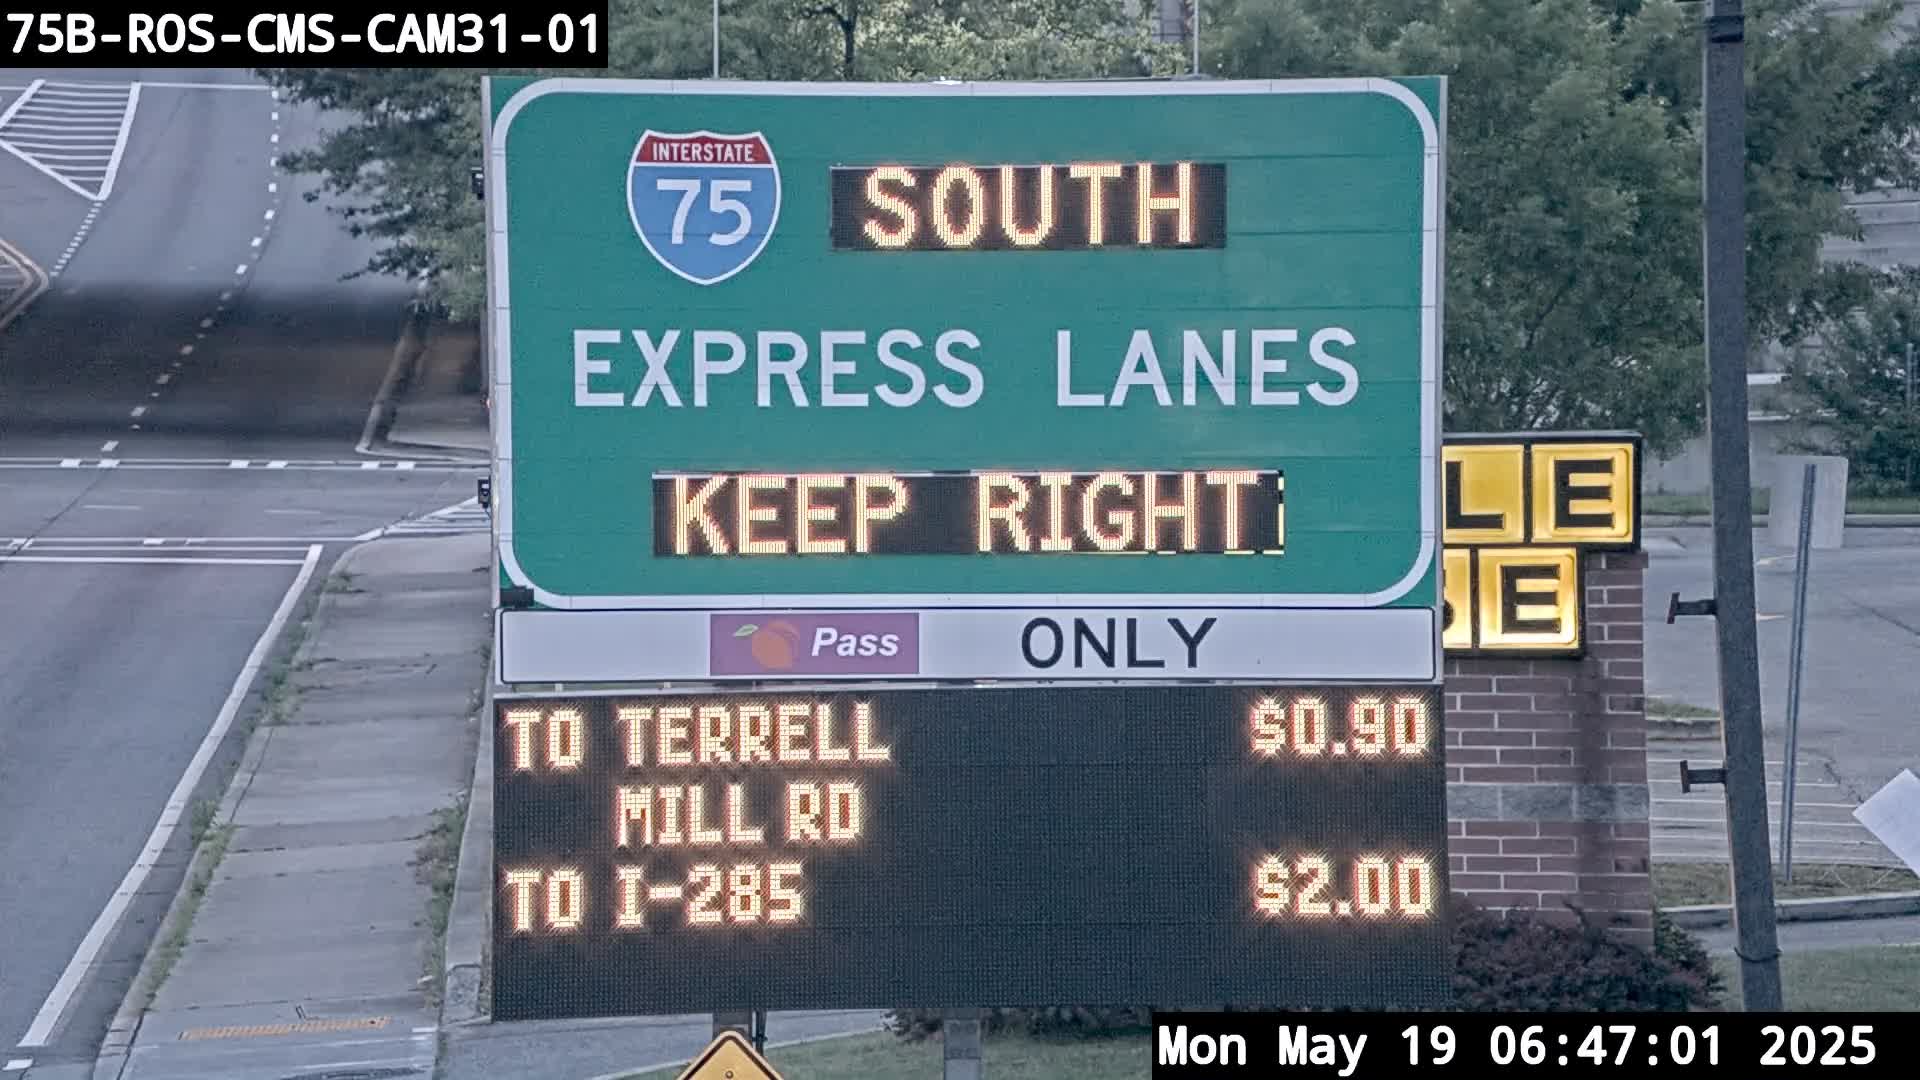 75B-ROS-CMS-CAM31-01
INTERSTATE
75
SOUTH
EXPRESS LANES
KEEP RIGHT
LE
E
Pass ONLY
TO TERRELL $0.90
MILL RD
TO I-285 $2.00
Mon May 19 06:47:01 2025